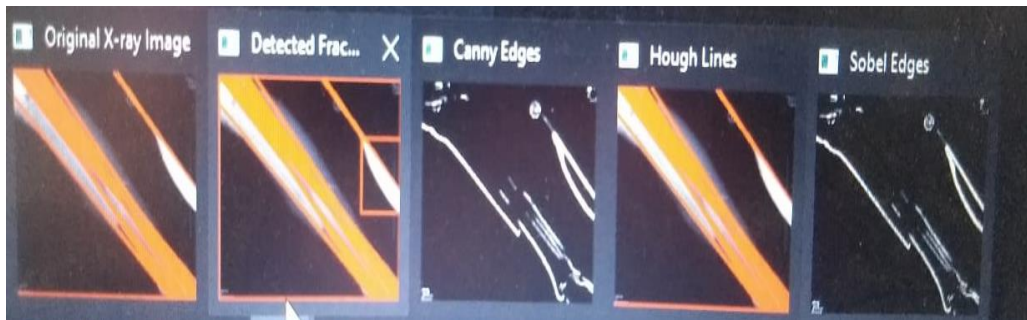 Original X-ray Image
Detected Frac...
Canny Edges
Hough Lines
Sobel Edges